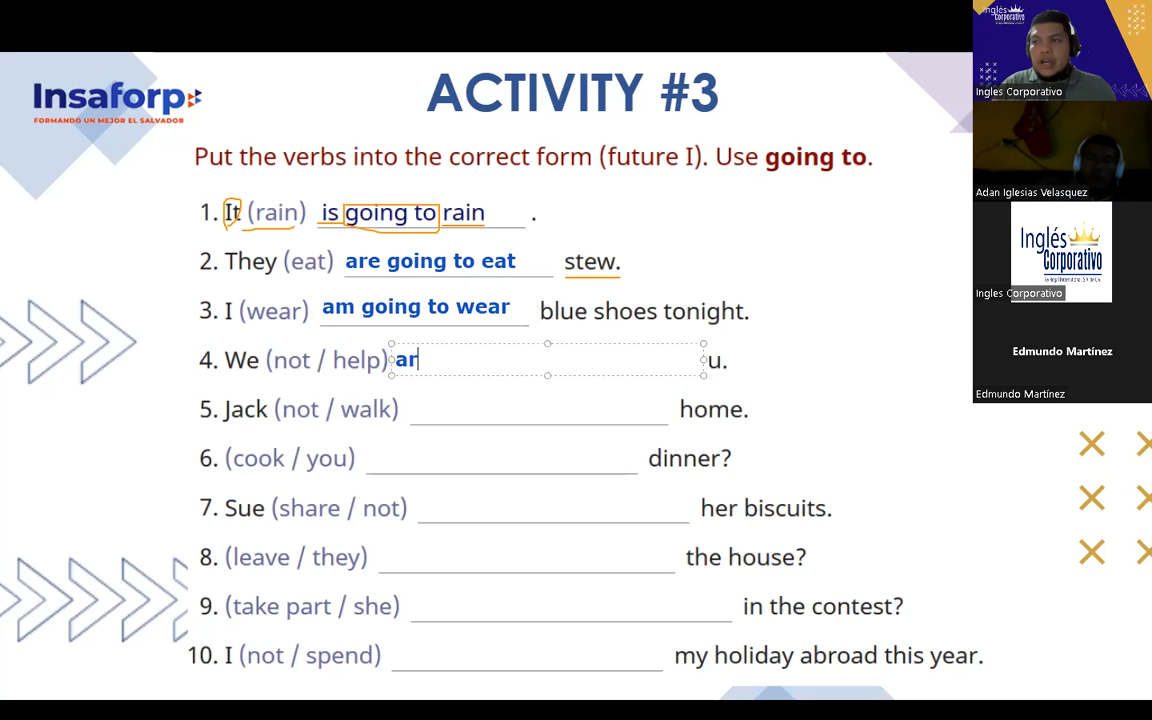 Insaforp
FORMANDO UN MEJOR EL SALVADOR
ACTIVITY #3
Put the verbs into the correct form (future I). Use going to.
1. It (rain) is going to rain .
2. They (eat) are going to eat stew.
3. I (wear) am going to wear blue shoes tonight.
4. We (not / help) ar u.
5. Jack (not / walk) home.
6. (cook / you) dinner?
7. Sue (share / not) her biscuits.
8. (leave / they) the house?
9. (take part / she) in the contest?
10. I (not / spend) my holiday abroad this year.
Inglés
Corporativo
Ingles Corporativo
Adan Iglesias Velasquez
Inglés
Corporativo
Ingles Corporativo
Edmundo Martínez
Edmundo Martínez